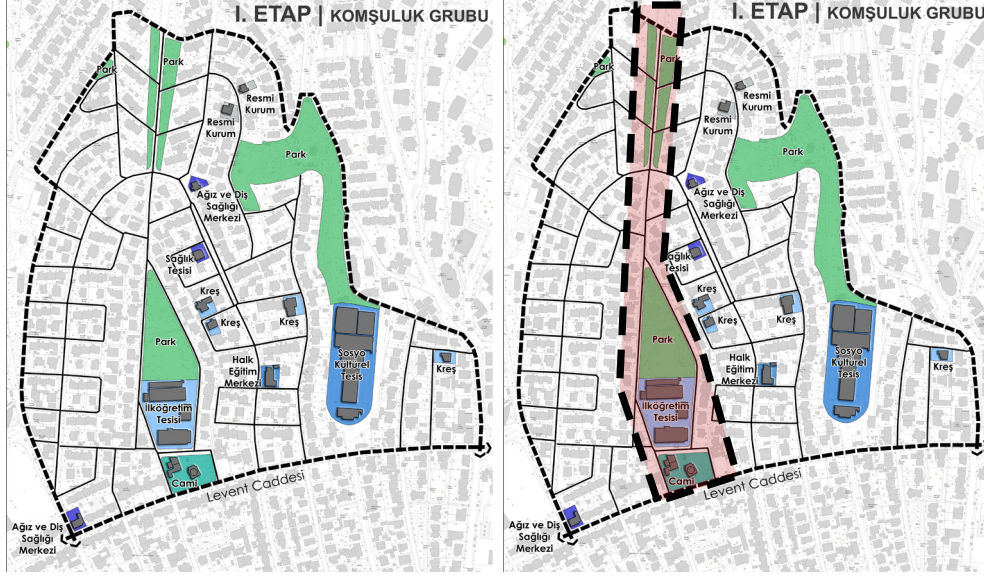 I. ETAP | KOMŞULUK GRUBU
Park
Park
Resmi
Kurum
Resmi
Kurum
Park
Ağız ve Diş
Sağlığı
Merkezi
Sağlık
Tesisi
Kreş
Kreş
Kreş
Park
Halk
Eğitim
Merkezi
Sosyo
Kültürel
Tesis
Kreş
İlköğretim
Tesisi
Cami
Levent Caddesi
Ağız ve Diş
Sağlığı
Merkezi
I. ETAP | KOMŞULUK GRUBU
Park
Park
Resmi
Kurum
Resmi
Kurum
Park
Ağız ve Diş
Sağlığı
Merkezi
Sağlık
Tesisi
Kreş
Kreş
Kreş
Park
Halk
Eğitim
Merkezi
Sosyo
Kültürel
Tesis
Kreş
İlköğretim
Tesisi
Cami
Levent Caddesi
Ağız ve Diş
Sağlığı
Merkezi